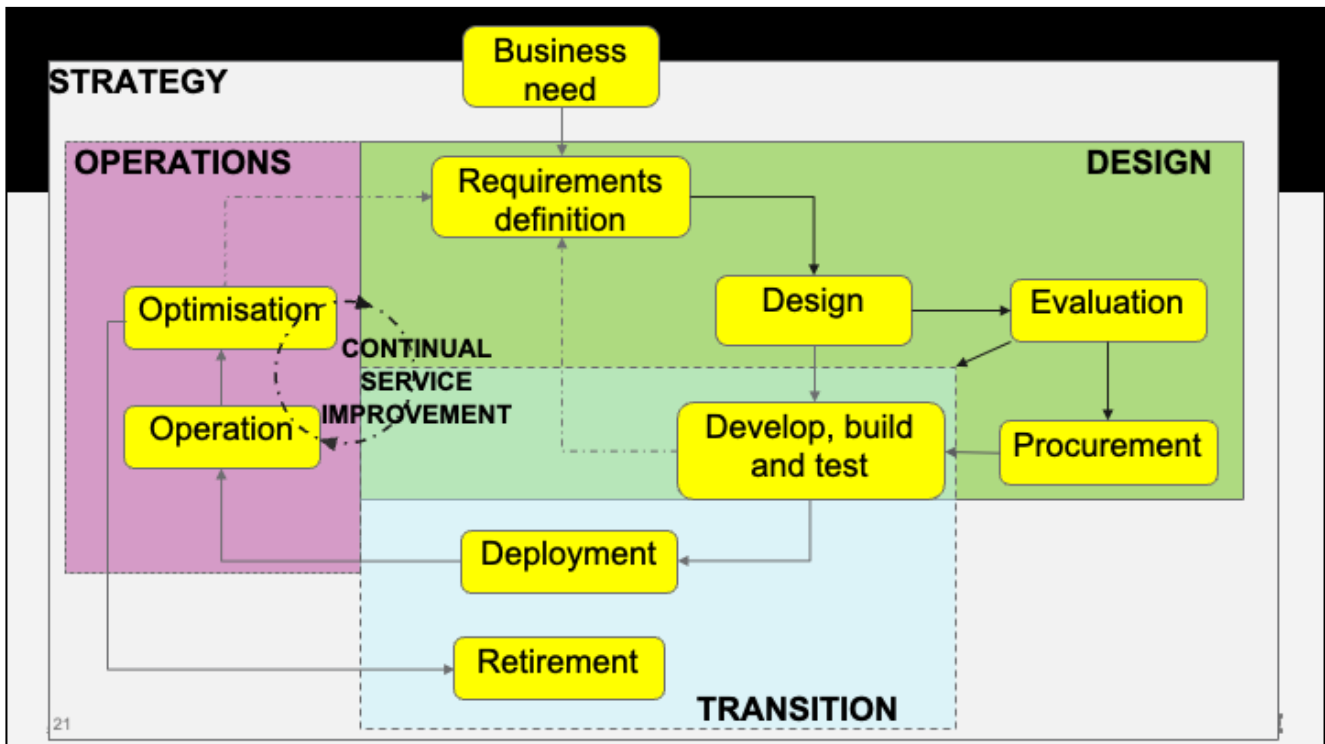 Business
need
STRATEGY
OPERATIONS
DESIGN
Requirements
definition
Design
Evaluation
Optimisation
CONTINUAL
SERVICE
IMPROVEMENT
Operation
Develop, build
and test
Procurement
Deployment
Retirement
TRANSITION
21